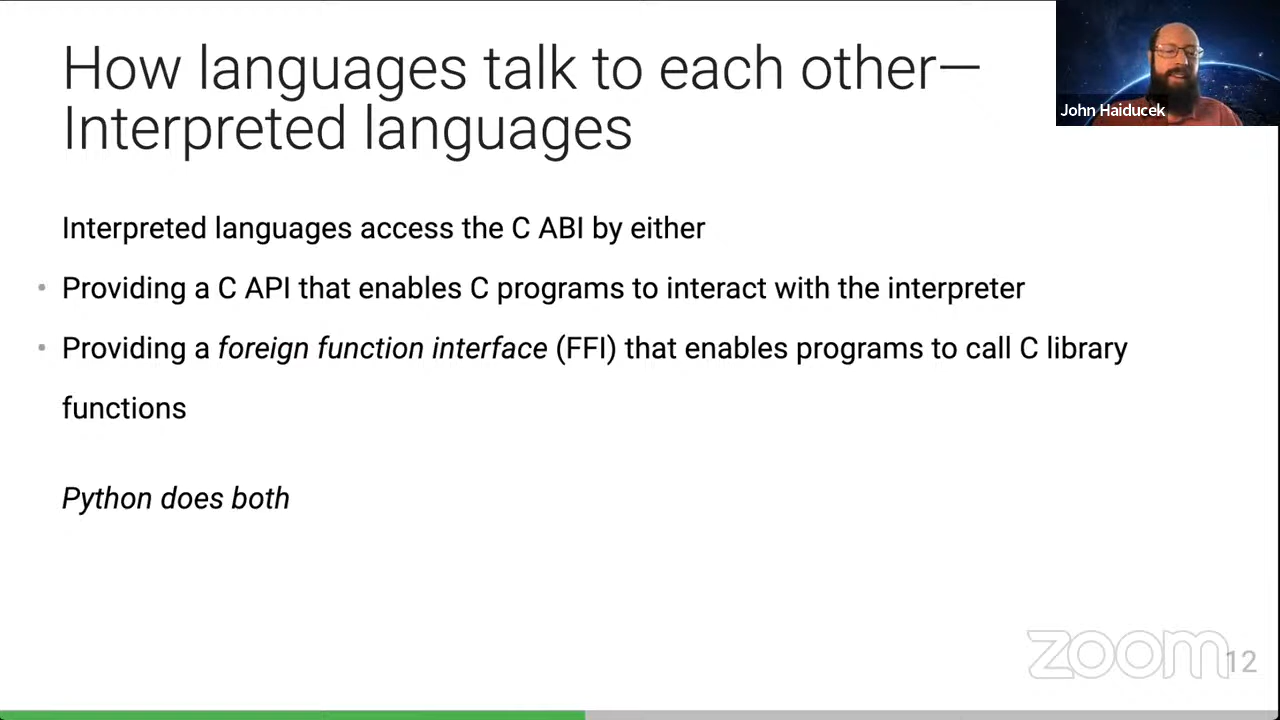 How languages talk to each other—
Interpreted languages
John Haiducek
Interpreted languages access the C ABI by either
• Providing a C API that enables C programs to interact with the interpreter
• Providing a foreign function interface (FFI) that enables programs to call C library
functions
Python does both
zoom
12